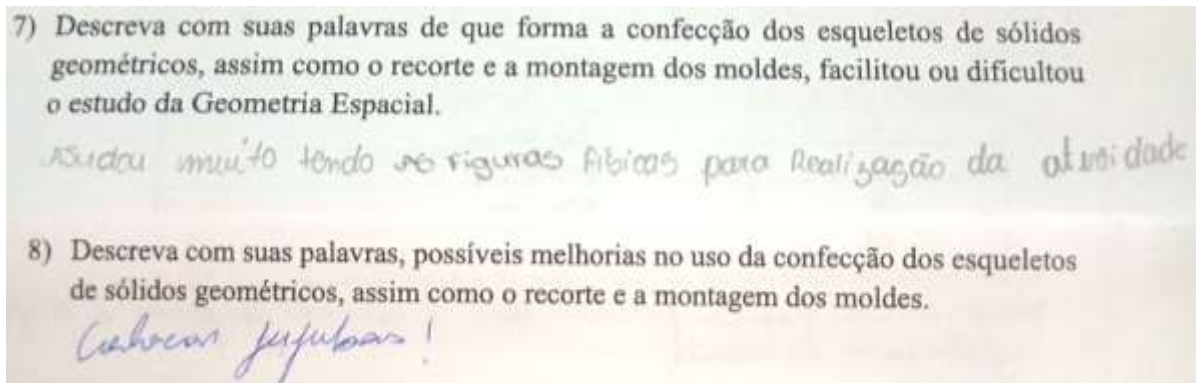 7) Descreva com suas palavras de que forma a confecção dos esqueletos de sólidos
geométricos, assim como o recorte e a montagem dos moldes, facilitou ou dificultou
o estudo da Geometria Espacial.
muito tendo as figuras físicas para Realização da atividade
8) Descreva com suas palavras, possíveis melhorias no uso da confecção dos esqueletos
de sólidos geométricos, assim como o recorte e a montagem dos moldes.
Colocar jujubas!